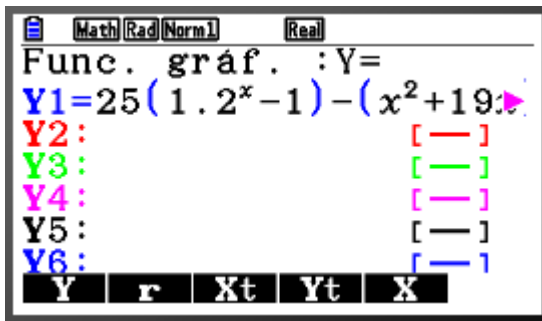 Math Rad Norm1 Real
Func. gráf. :Y=
Y1=25(1.2ˣ-1)-(x²+19x
Y2: [—]
Y3: [—]
Y4: [—]
Y5: [—]
Y6: [—]
Y r Xt Yt X